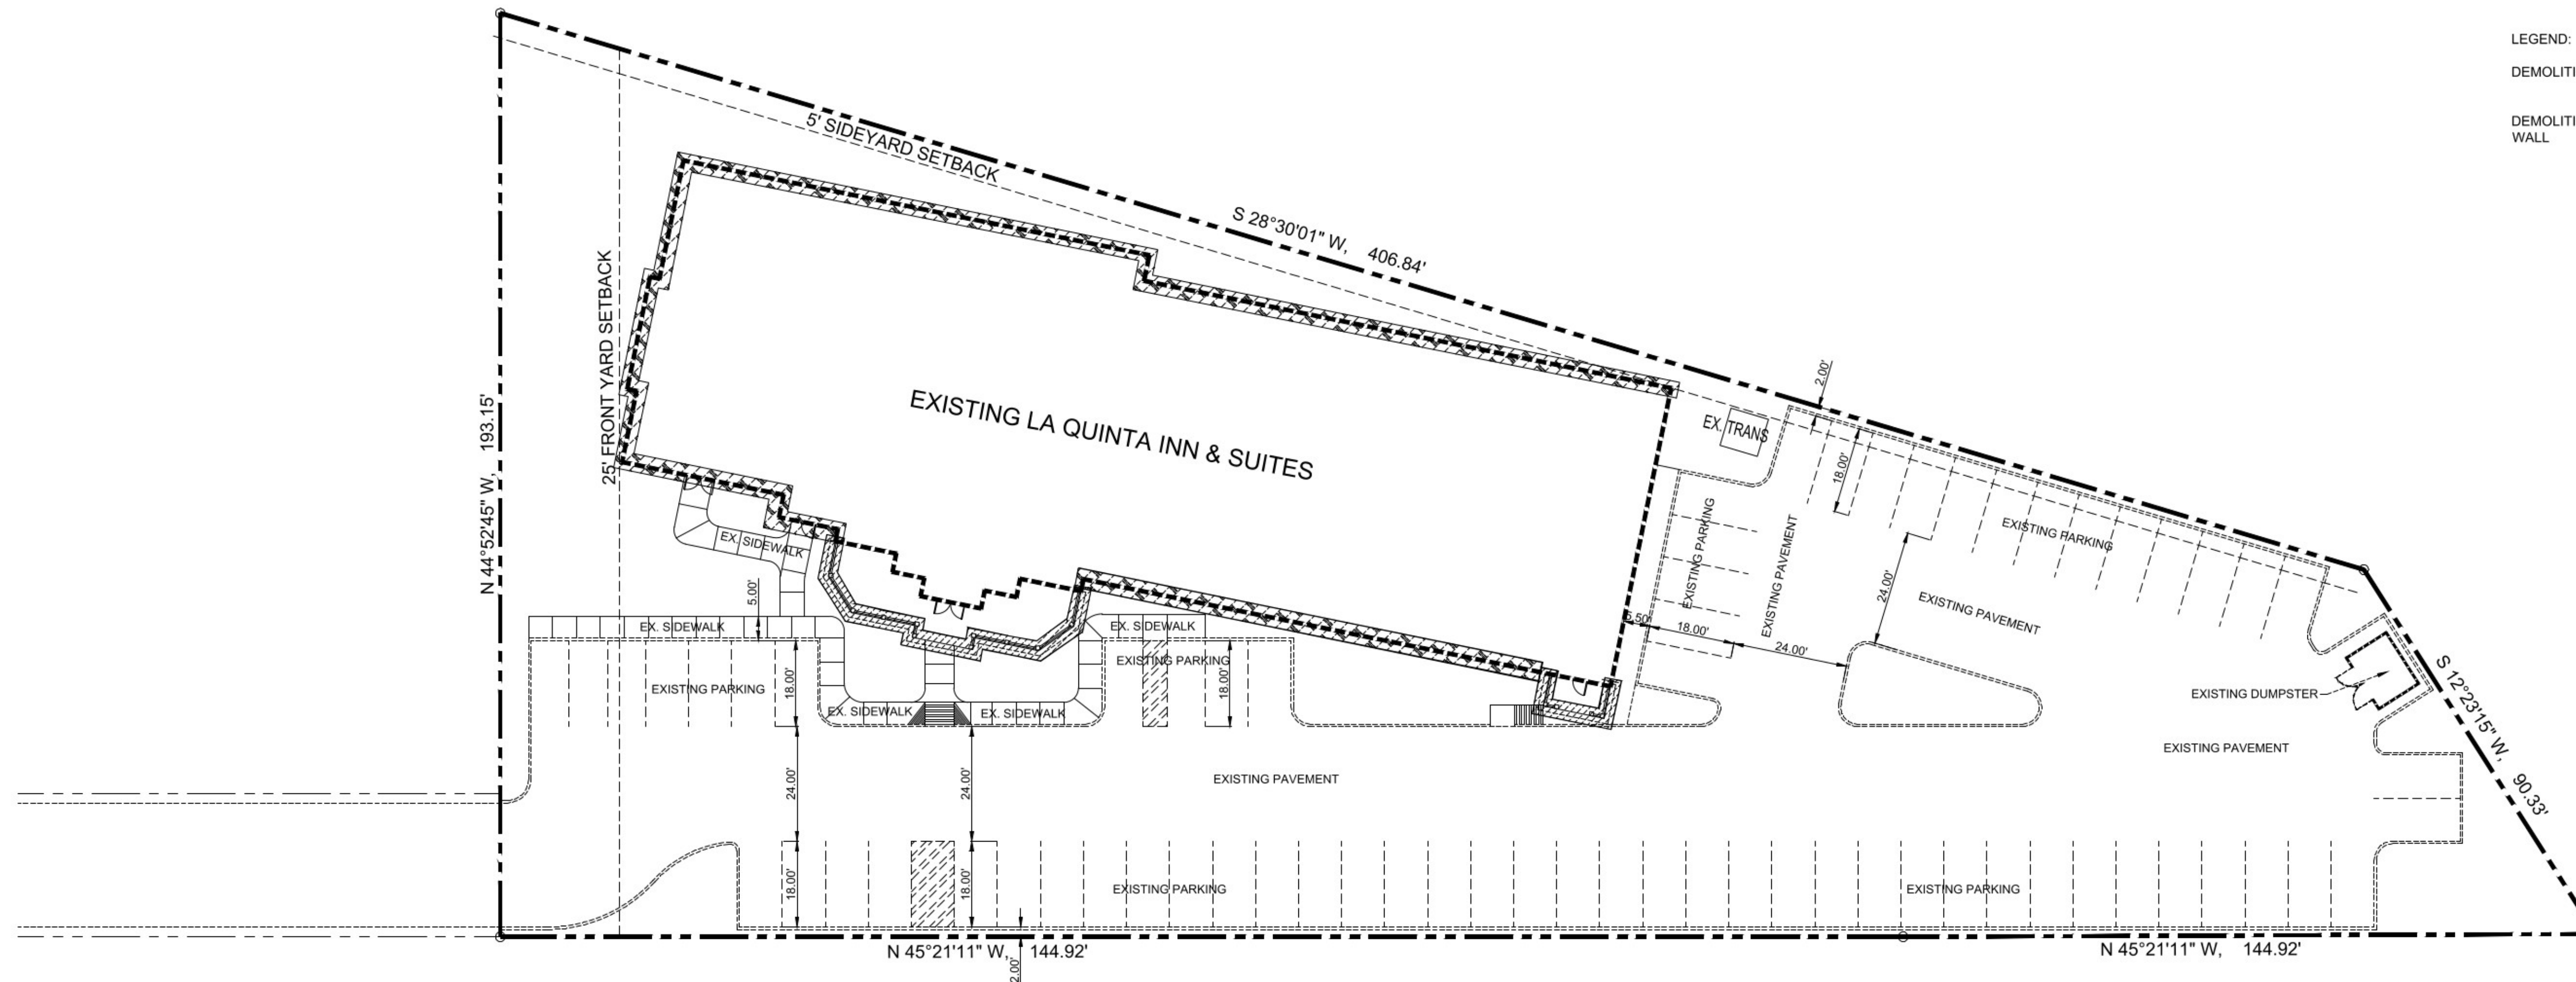 LEGEND:
DEMOLITI
DEMOLITI
WALL
5' SIDEYARD SETBACK
S 28°30'01" W, 406.84'
25' FRONT YARD SETBACK
N 44°52'45" W, 193.15'
EXISTING LA QUINTA INN & SUITES
EX. TRANS
2.00'
18.00'
EXISTING PARKING
EXISTING PARKING
EXISTING PAVEMENT
24.00'
EXISTING PAVEMENT
5.50'
18.00'
24.00'
EX. SIDEWALK
5.00'
EX. SIDEWALK
EX. SIDEWALK
EXISTING PARKING
18.00'
EXISTING PARKING
18.00'
EX. SIDEWALK
EX. SIDEWALK
EXISTING DUMPSTER
S 12°23'15" W, 90.33'
EXISTING PAVEMENT
24.00'
24.00'
EXISTING PAVEMENT
18.00'
18.00'
EXISTING PARKING
EXISTING PARKING
N 45°21'11" W, 144.92'
2.00'
N 45°21'11" W, 144.92'